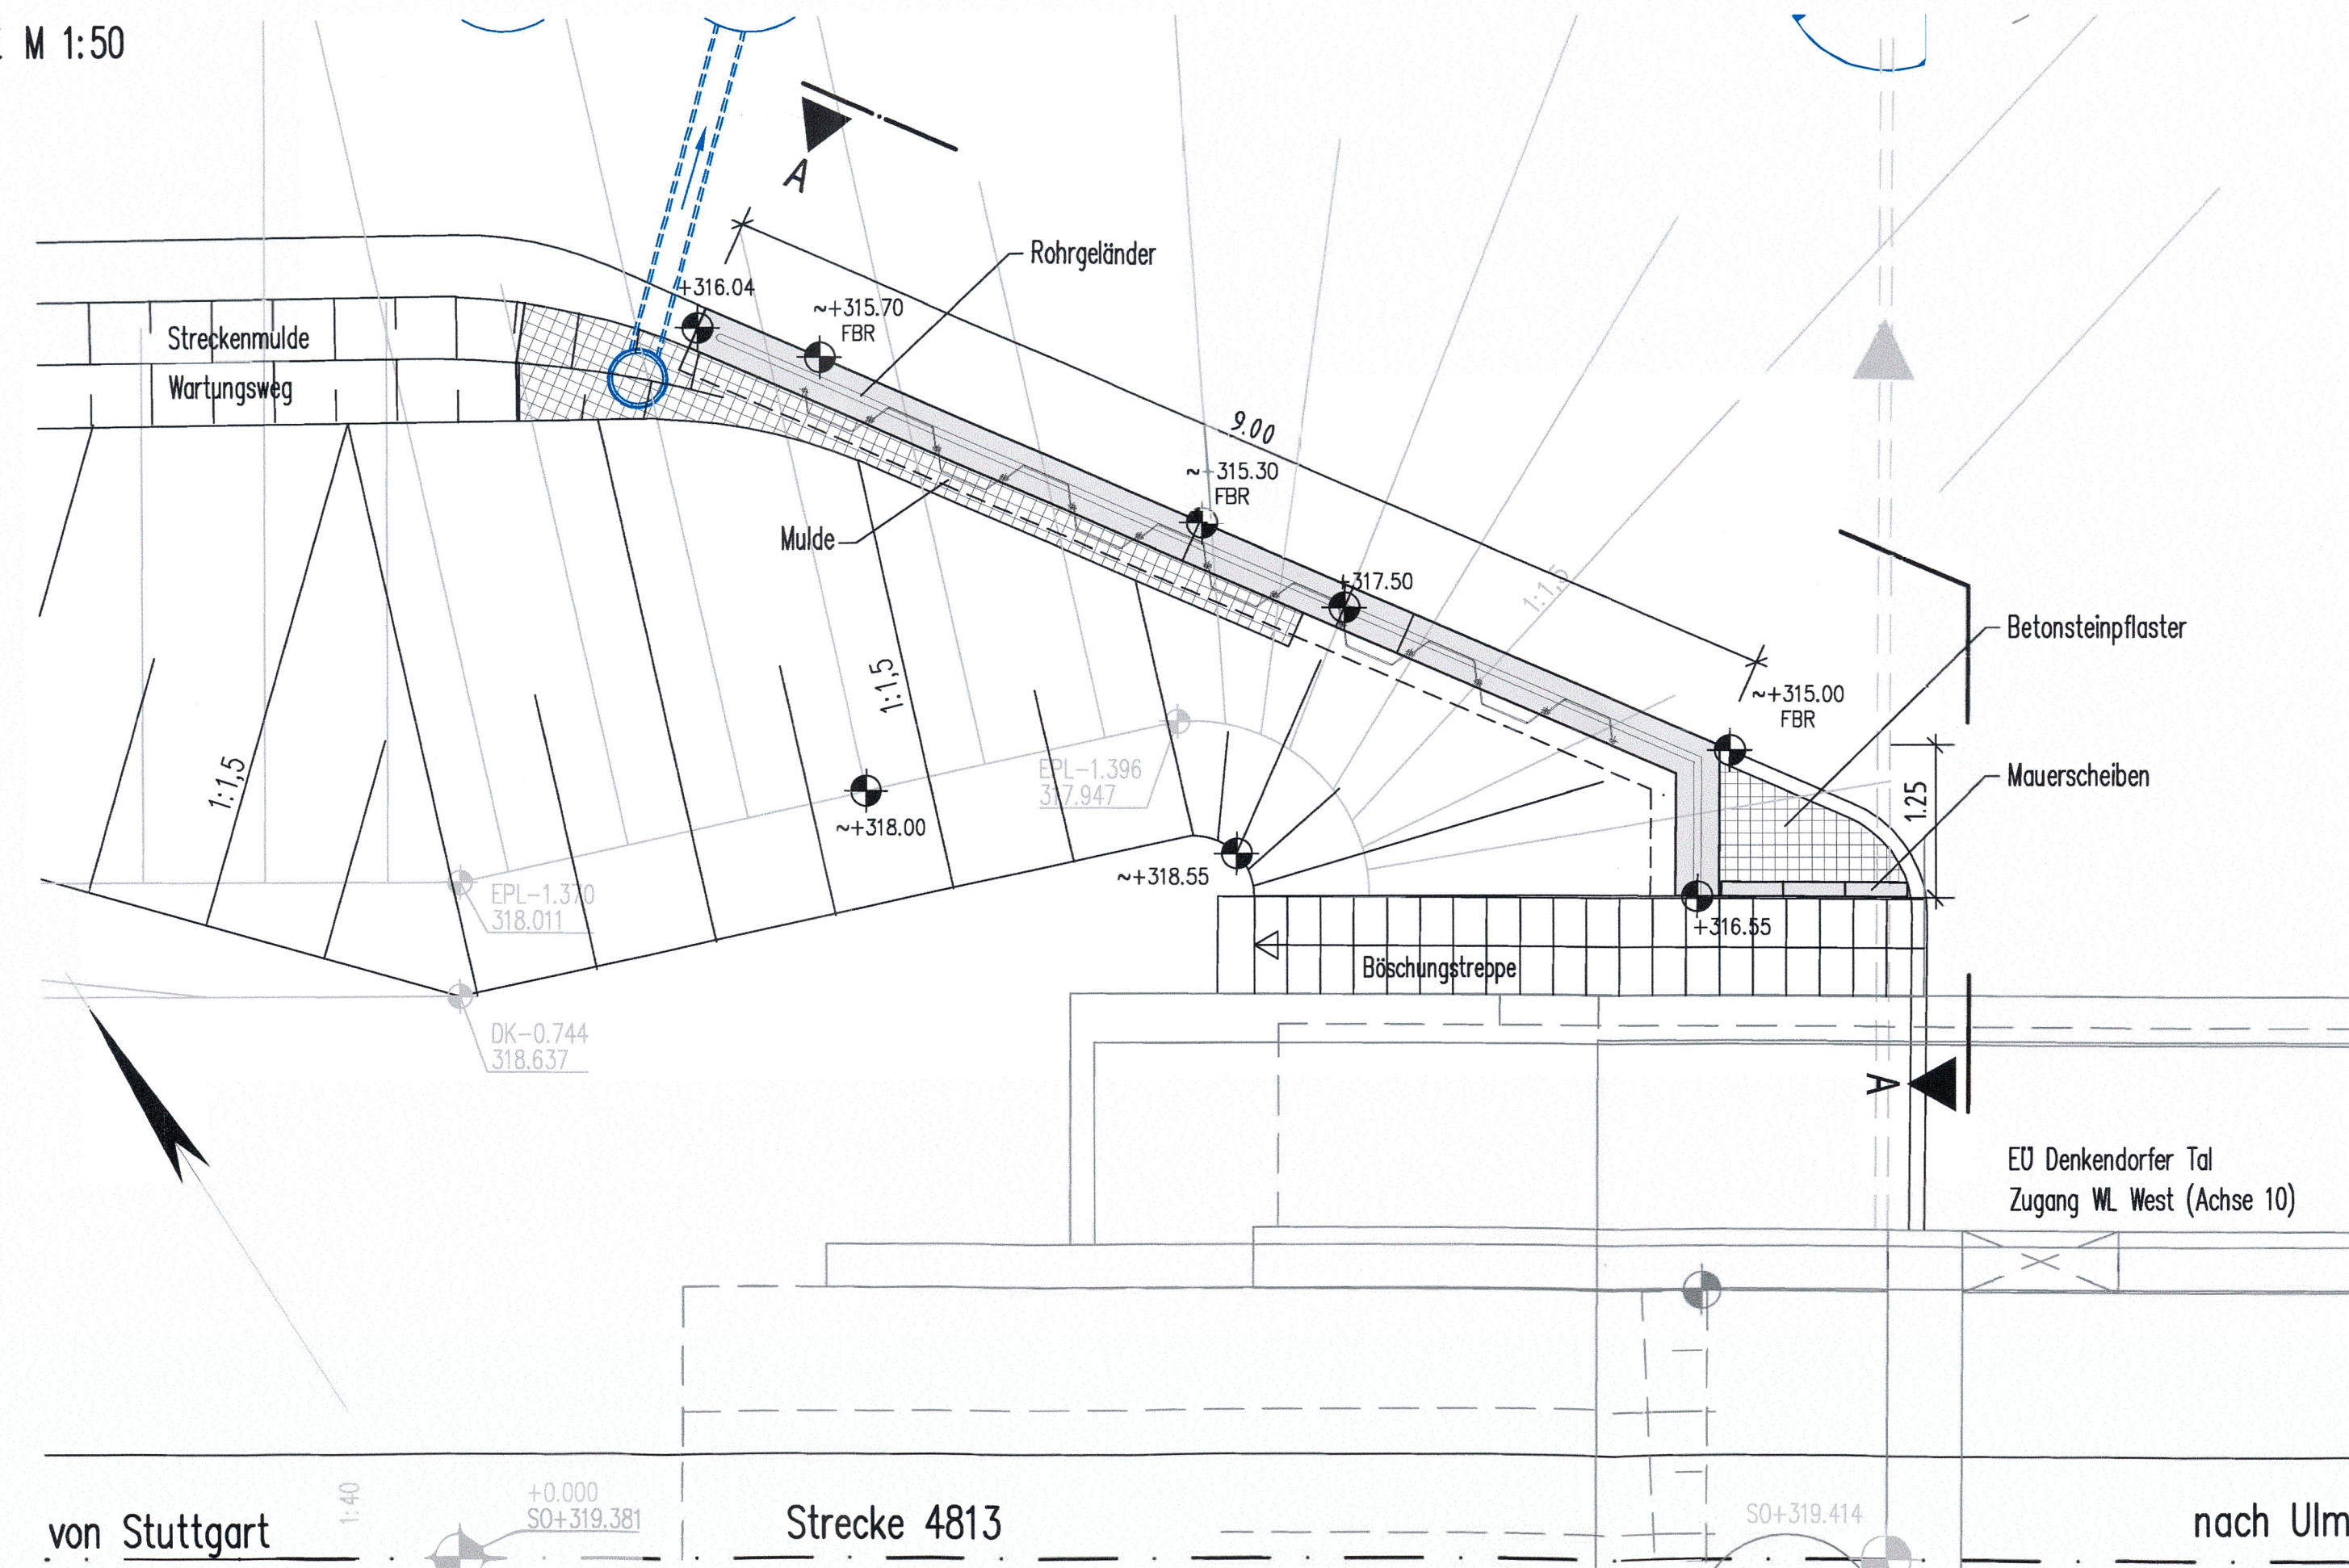 M 1:50
A
Rohrgeländer
+316.04
~+315.70
FBR
Streckenmulde
Wartungsweg
9.00
~+315.30
FBR
Mulde
+317.50
1:1,5
Betonsteinpflaster
1:1,5
~+315.00
FBR
1:1,5
EPL-1.396
317.947
Mauerscheiben
1.25
~+318.00
~+318.55
EPL-1.370
318.011
+316.55
Böschungstreppe
DK-0.744
318.637
A
EÜ Denkendorfer Tal
Zugang WL West (Achse 10)
1:40
+0.000
SO+319.381
SO+319.414
von Stuttgart
Strecke 4813
nach Ulm